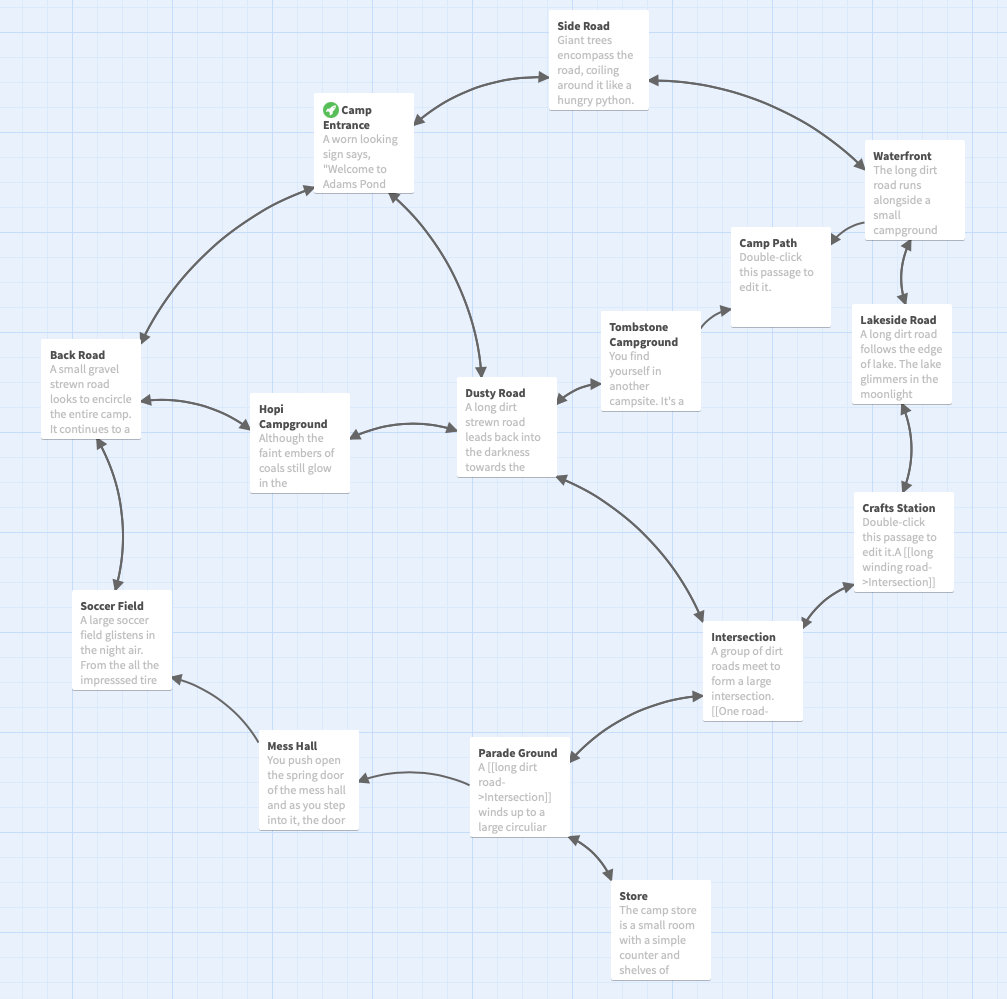 Side Road
Giant trees
encompass the
road, coiling
around it like a
hungry python.
Camp
Entrance
A worn looking
sign says,
"Welcome to
Adams Pond
Waterfront
The long dirt
road runs
alongside a
small
campground
Camp Path
Double-click
this passage to
edit it.
Lakeside Road
A long dirt road
follows the edge
of lake. The lake
glimmers in the
moonlight
Tombstone
Campground
You find
yourself in
another
campsite. It's a
Back Road
A small gravel
strewn road
looks to encircle
the entire camp.
It continues to a
Hopi
Campground
Although the
faint embers of
coals still glow
in the
Dusty Road
A long dirt
strewn road
leads back into
the darkness
towards the
Crafts Station
Double-click
this passage to
edit it.A [[long
winding road-
>Intersection]]
Soccer Field
A large soccer
field glistens in
the night air.
From the all the
impresssed tire
Intersection
A group of dirt
roads meet to
form a large
intersection.
[[One road-
Mess Hall
You push open
the spring door
of the mess hall
and as you step
into it, the door
Parade Ground
A [[long dirt
road-
>Intersection]]
winds up to a
large circuliar
Store
The camp store
is a small room
with a simple
counter and
shelves of